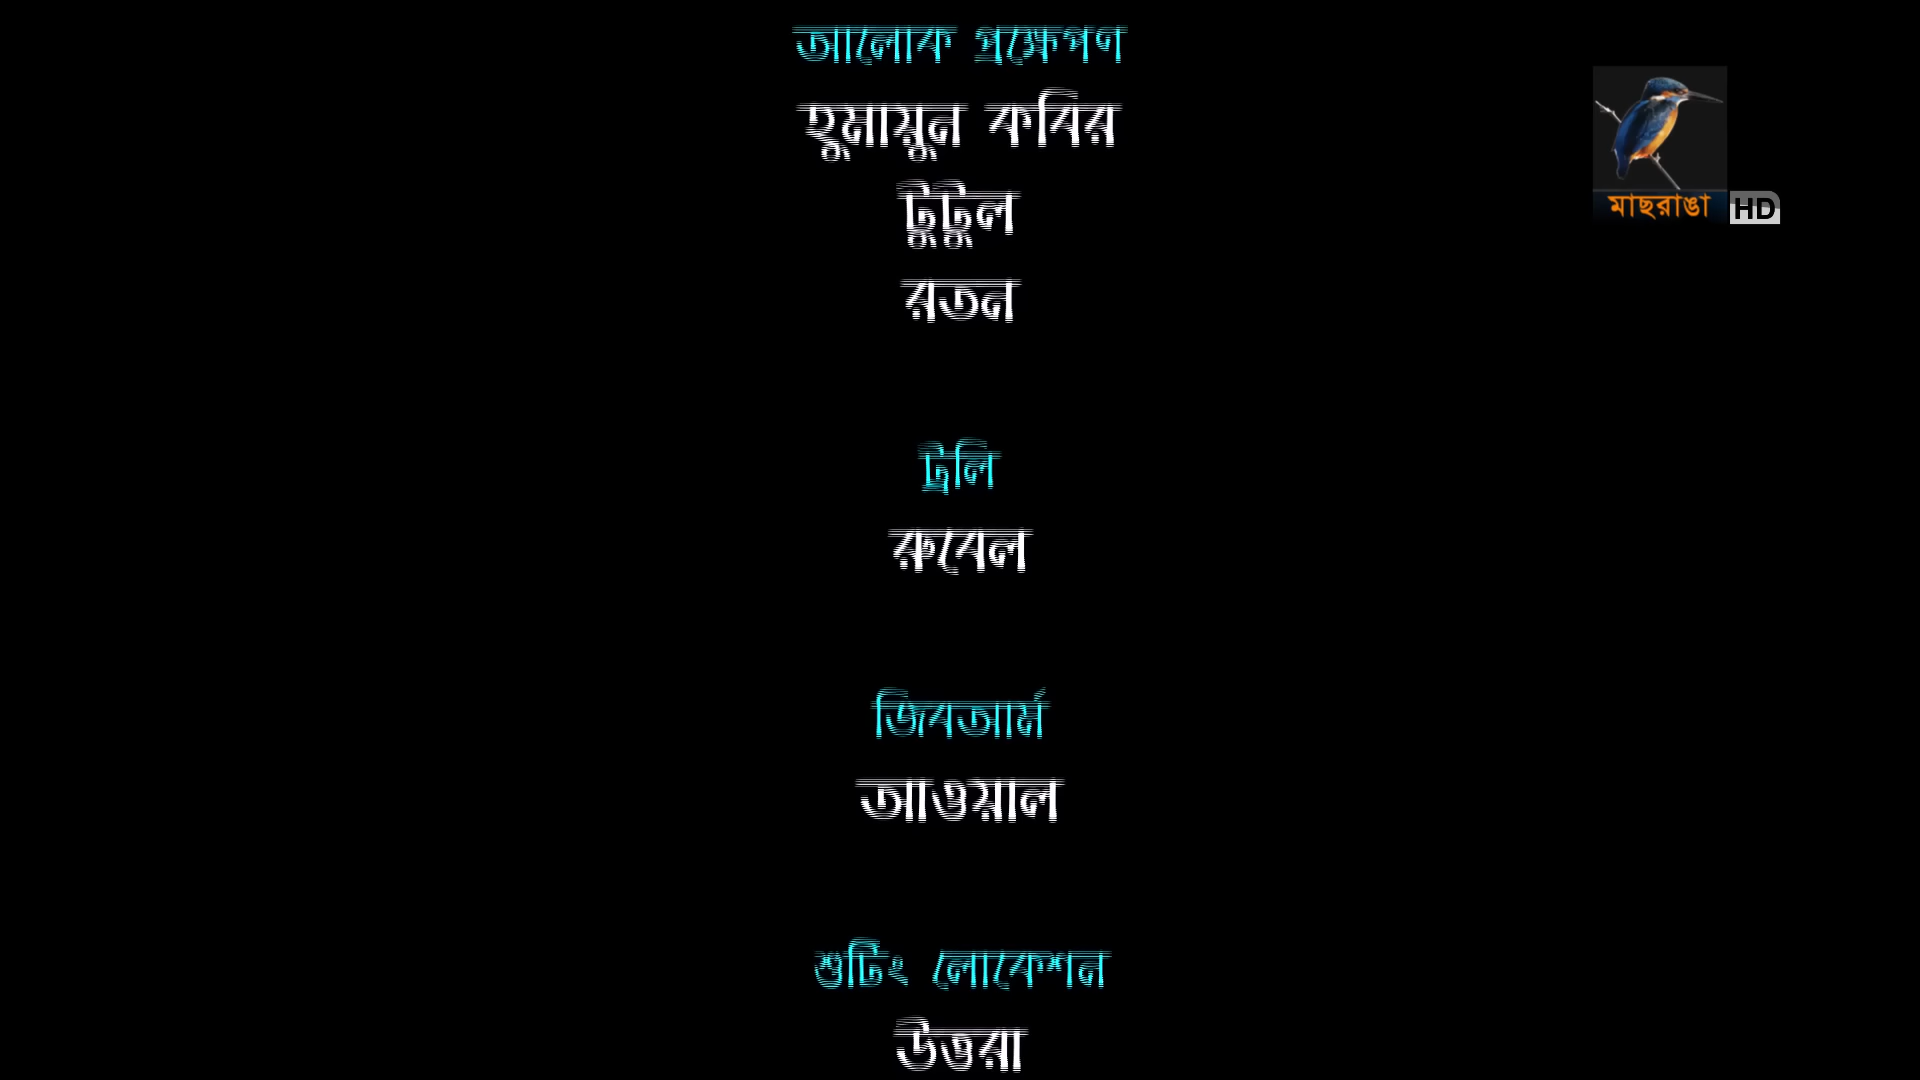 আলোক প্রক্ষেপণ
হুমায়ুন কবির
টুটুল
রতন
ট্রলি
রুবেল
জিবআর্ম
আওয়াল
শুটিং লোকেশন
উত্তরা
মাছরাঙা HD